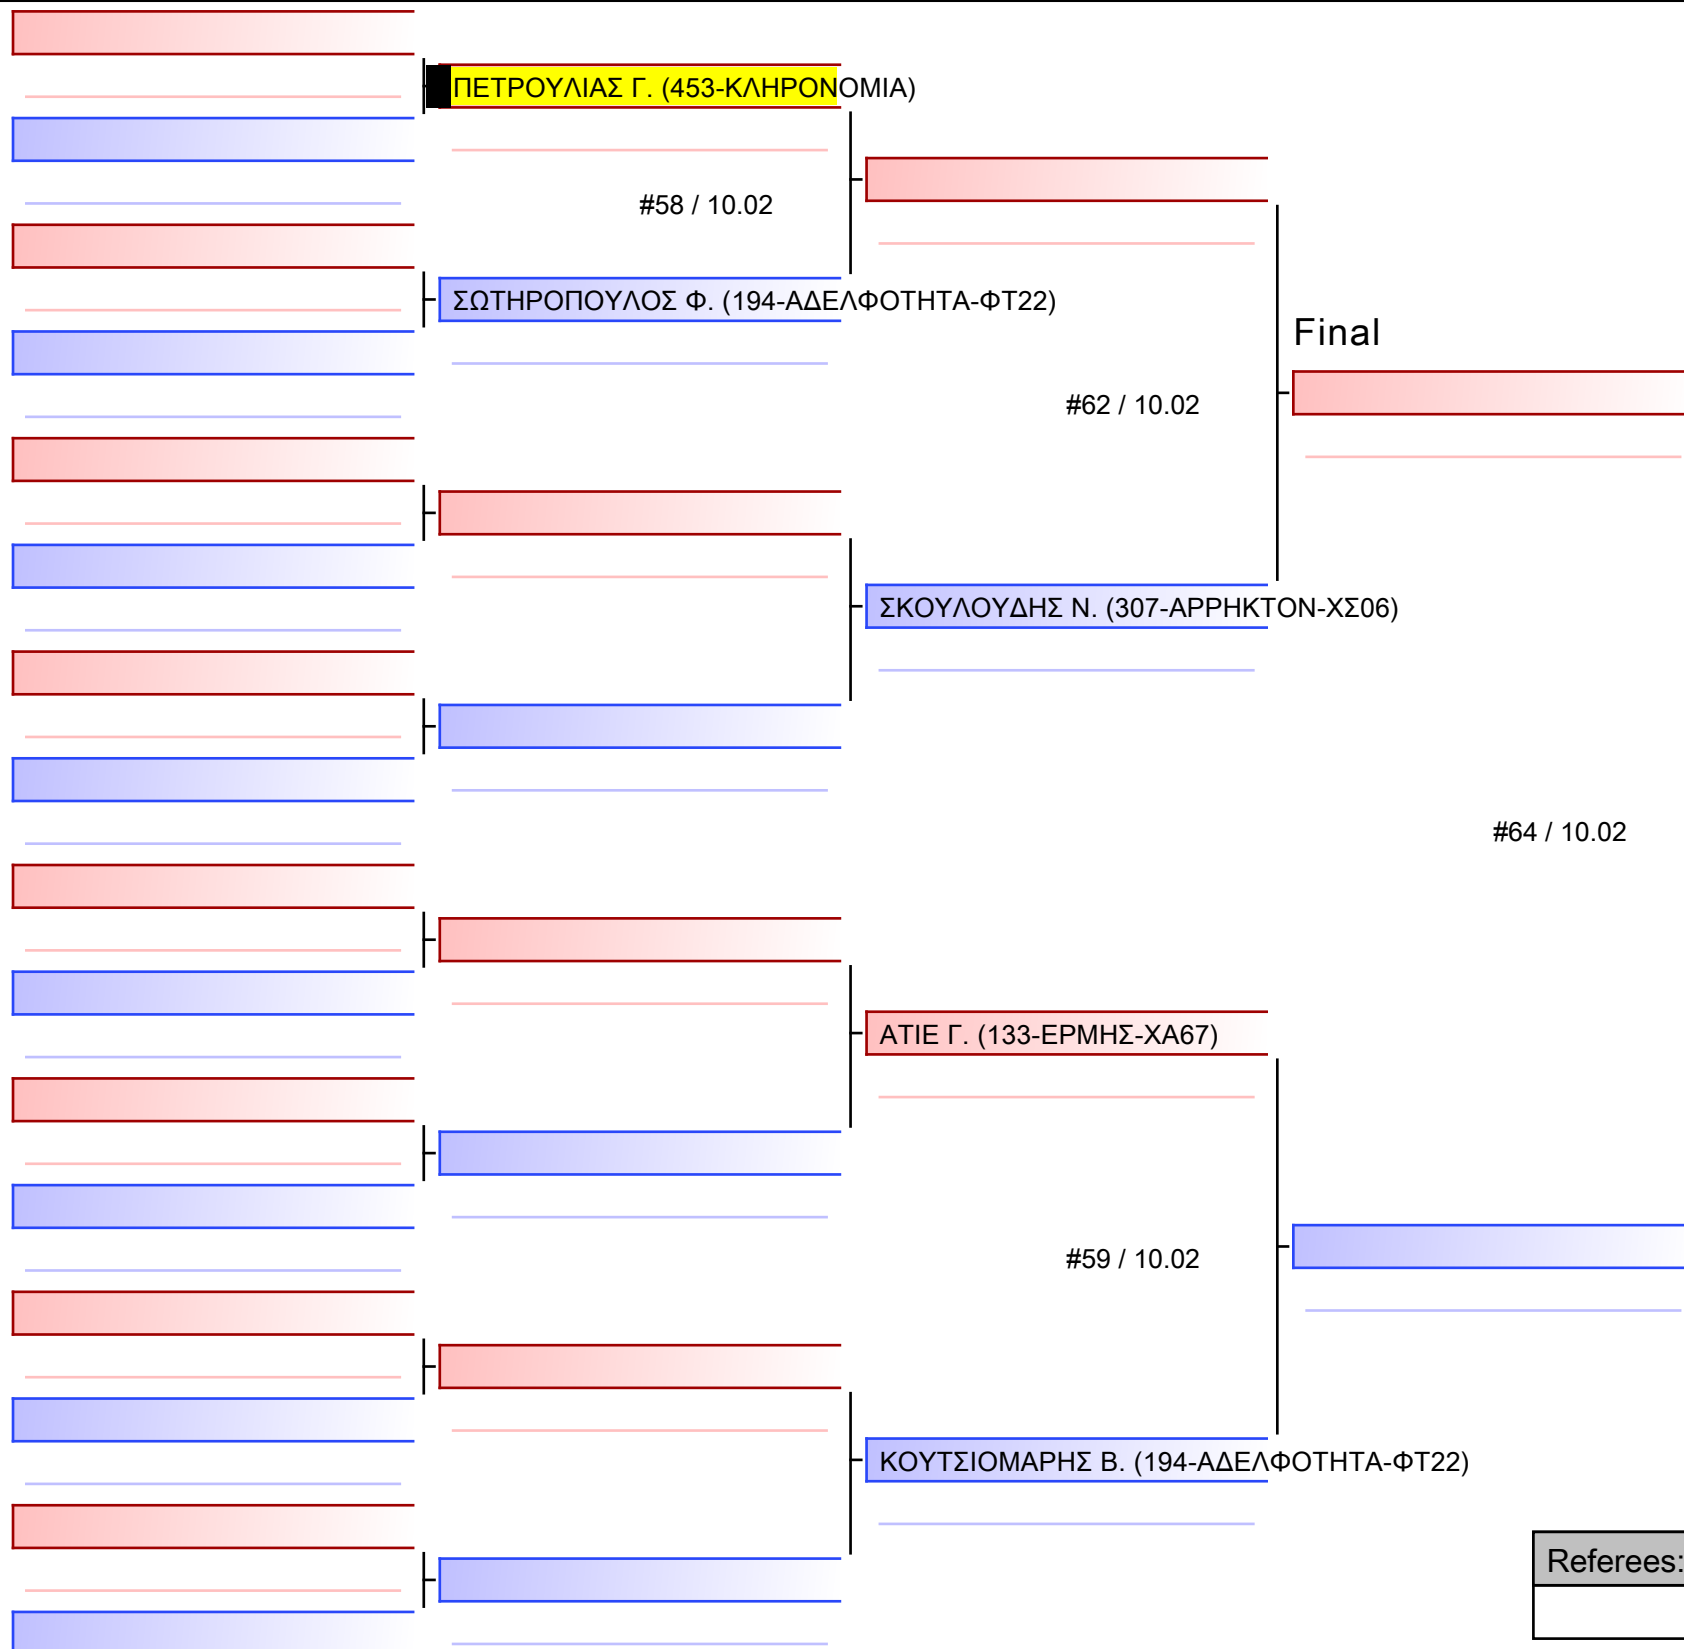 ΠΕΤΡΟΥΛΙΑΣ Γ. (453-ΚΛΗΡΟΝΟΜΙΑ)
#58 / 10.02
ΣΩΤΗΡΟΠΟΥΛΟΣ Φ. (194-ΑΔΕΛΦΟΤΗΤΑ-ΦΤ22)
Final
#62 / 10.02
ΣΚΟΥΛΟΥΔΗΣ Ν. (307-ΑΡΡΗΚΤΟΝ-ΧΣ06)
#64 / 10.02
ΑΤΙΕ Γ. (133-ΕΡΜΗΣ-ΧΑ67)
#59 / 10.02
ΚΟΥΤΣΙΟΜΑΡΗΣ Β. (194-ΑΔΕΛΦΟΤΗΤΑ-ΦΤ22)
Referees: